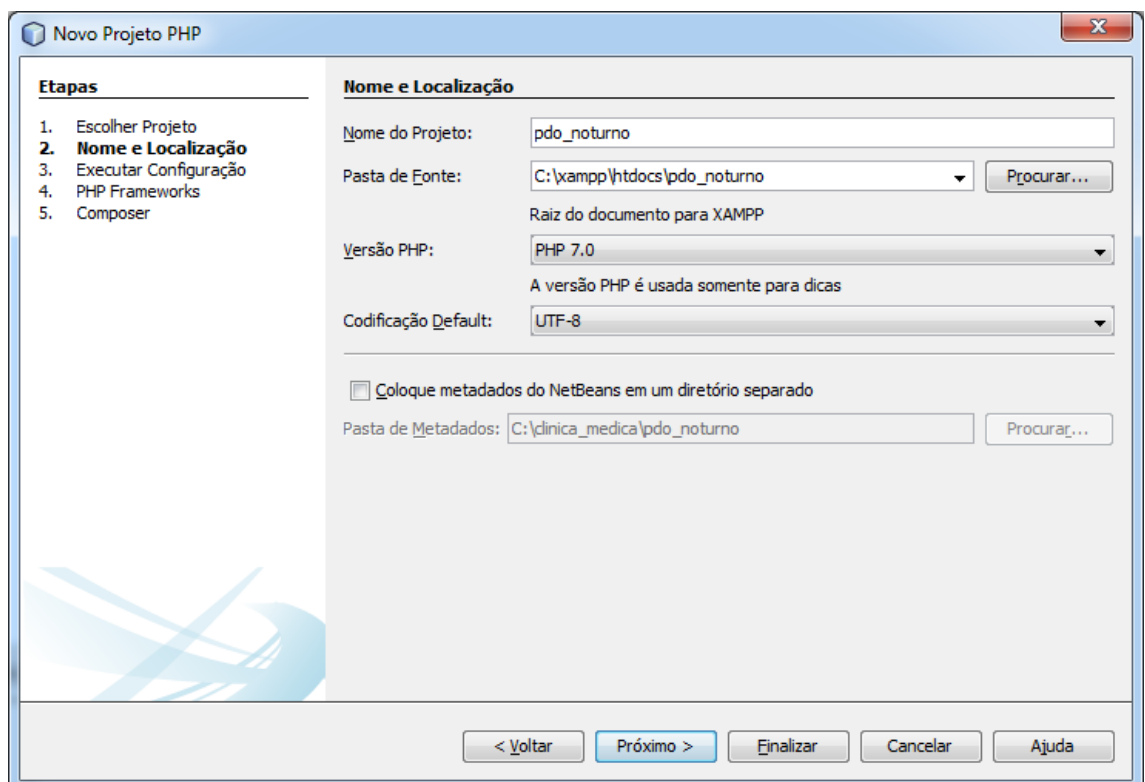 Novo Projeto PHP
Etapas
1. Escolher Projeto
2. Nome e Localização
3. Executar Configuração
4. PHP Frameworks
5. Composer
Nome e Localização
Nome do Projeto: pdo_noturno
Pasta de Fonte: C:\xampp\htdocs\pdo_noturno Procurar...
Raiz do documento para XAMPP
Versão PHP: PHP 7.0
A versão PHP é usada somente para dicas
Codificação Default: UTF-8
Coloque metadados do NetBeans em um diretório separado
Pasta de Metadados: C:\clinica_medica\pdo_noturno Procurar...
< Voltar Próximo > Finalizar Cancelar Ajuda